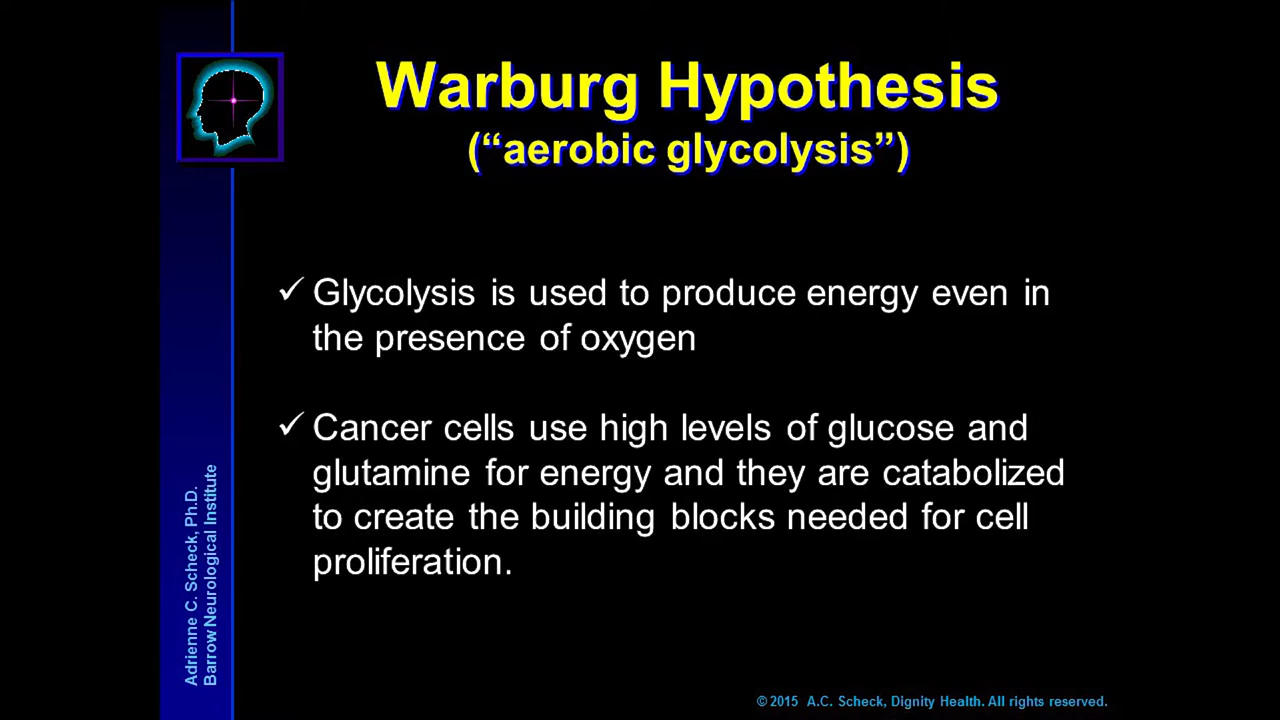 Warburg Hypothesis
(“aerobic glycolysis”)
✓ Glycolysis is used to produce energy even in
the presence of oxygen
✓ Cancer cells use high levels of glucose and
glutamine for energy and they are catabolized
to create the building blocks needed for cell
proliferation.
Adrienne C. Scheck, Ph.D.
Barrow Neurological Institute
© 2015 A.C. Scheck, Dignity Health. All rights reserved.